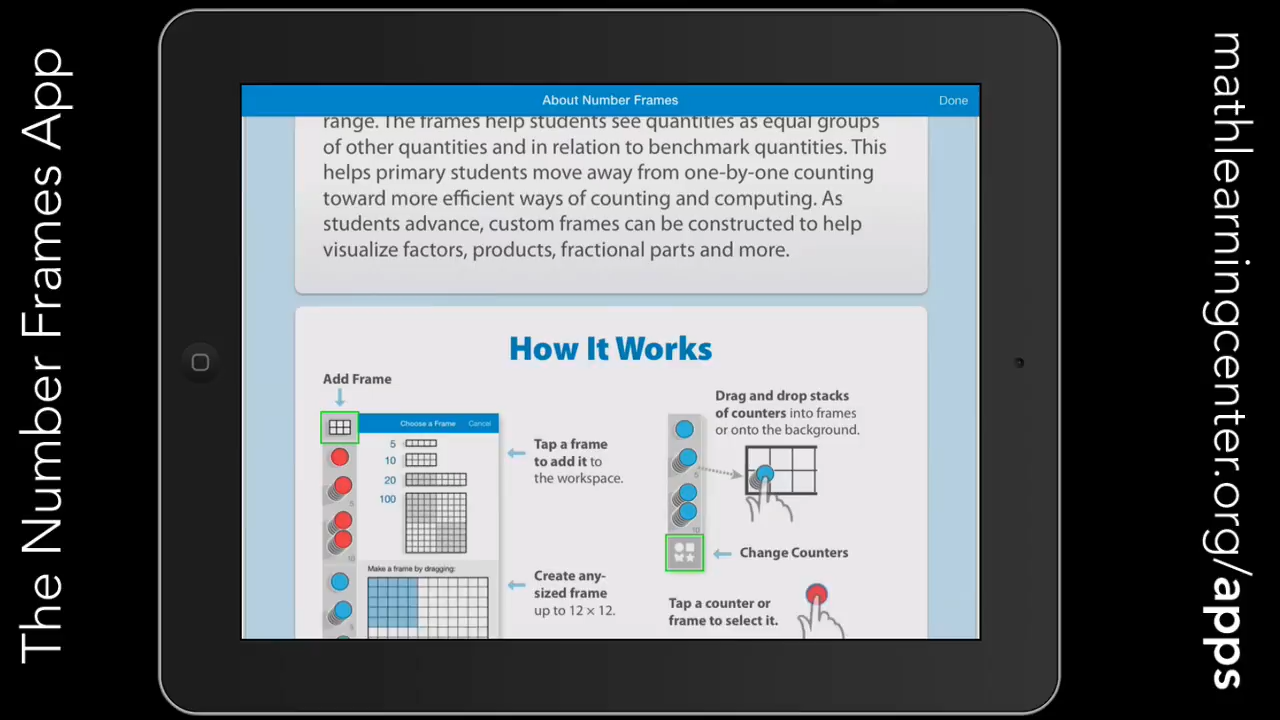 The Number Frames App
About Number Frames
Done
range. The frames help students see quantities as equal groups
of other quantities and in relation to benchmark quantities. This
helps primary students move away from one-by-one counting
toward more efficient ways of counting and computing. As
students advance, custom frames can be constructed to help
visualize factors, products, fractional parts and more.
How It Works
Add Frame
Choose a Frame
Cancel
5
10
20
100
Make a frame by dragging:
5
10
5
Tap a frame
to add it to
the workspace.
Create any-
sized frame
up to 12 × 12.
Drag and drop stacks
of counters into frames
or onto the background.
5
10
Change Counters
Tap a counter or
frame to select it.
mathlearningcenter.org/apps